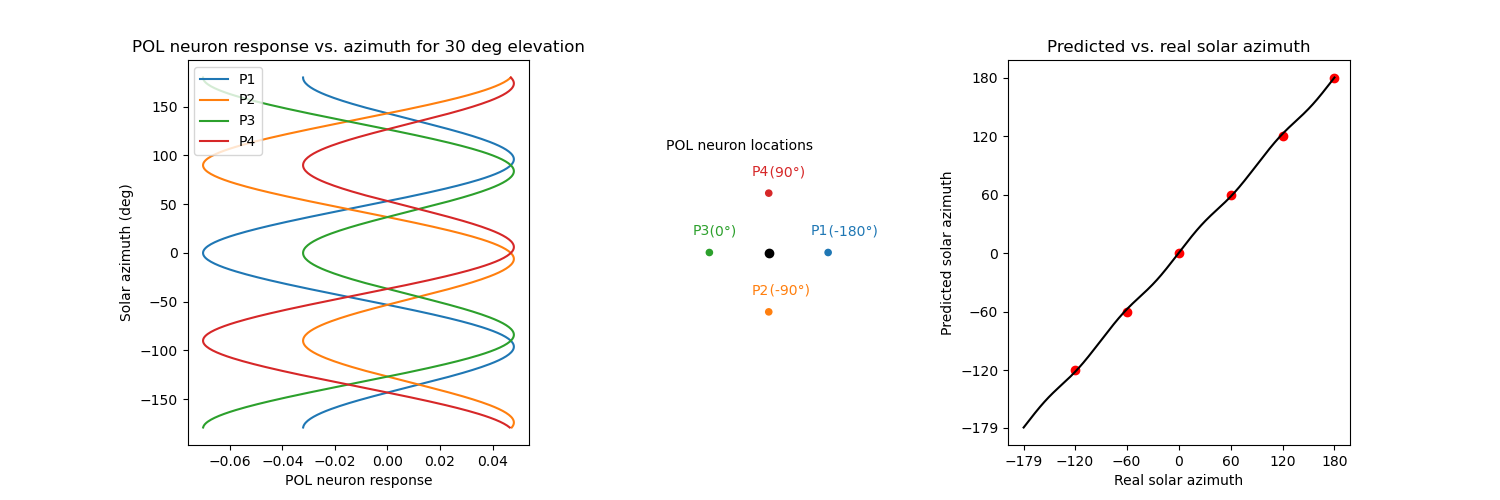 POL neuron response vs. azimuth for 30 deg elevation
P1
P2
P3
P4
150
100
50
0
−50
−100
−150
Solar azimuth (deg)
−0.06 −0.04 −0.02 0.00 0.02 0.04
POL neuron response
POL neuron locations
P4(90°)
P3(0°) P1(-180°)
P2(-90°)
Predicted vs. real solar azimuth
180
120
60
0
−60
−120
−179
Predicted solar azimuth
−179 −120 −60 0 60 120 180
Real solar azimuth